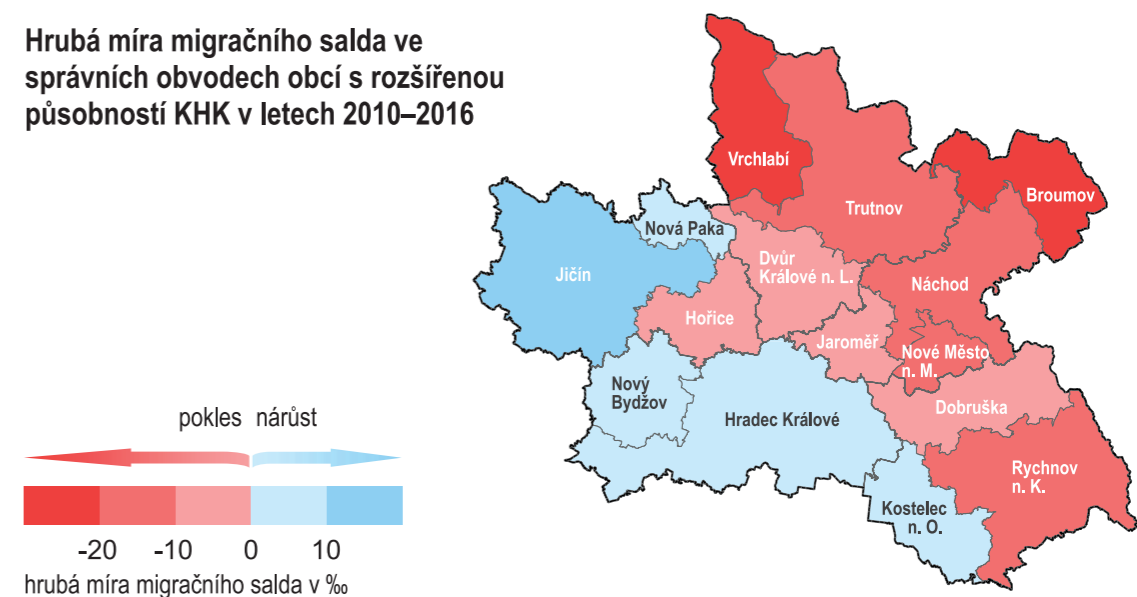 Hrubá míra migračního salda ve
správních obvodech obcí s rozšířenou
působností KHK v letech 2010–2016
Vrchlabí
Broumov
Trutnov
Nová Paka
Jičín
Dvůr
Králové n. L.
Náchod
Hořice
Jaroměř
Nové Město
n. M.
Nový
Bydžov
Hradec Králové
Dobruška
Rychnov
n. K.
Kostelec
n. O.
pokles nárůst
-20 -10 0 10
hrubá míra migračního salda v ‰